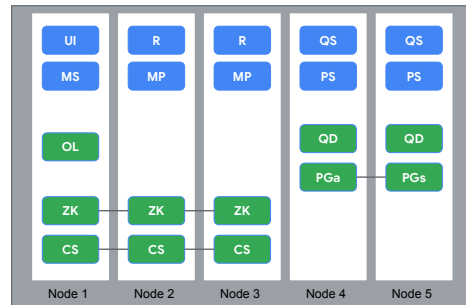 UI R R QS QS
MS MP MP PS PS
OL QD QD
PGa PGs
ZK ZK ZK
CS CS CS
Node 1 Node 2 Node 3 Node 4 Node 5